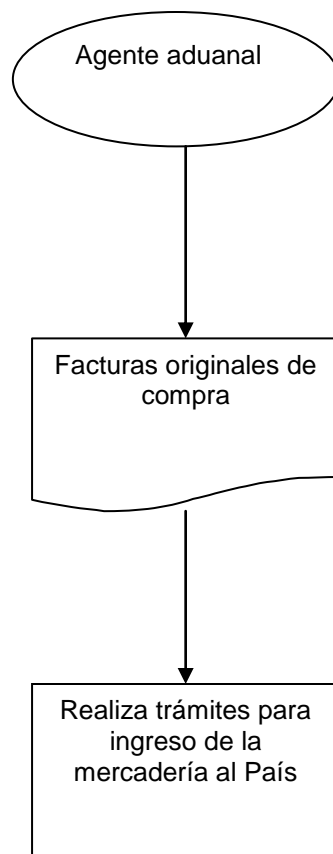 Agente aduanal
Facturas originales de
compra
Realiza trámites para
ingreso de la
mercadería al País